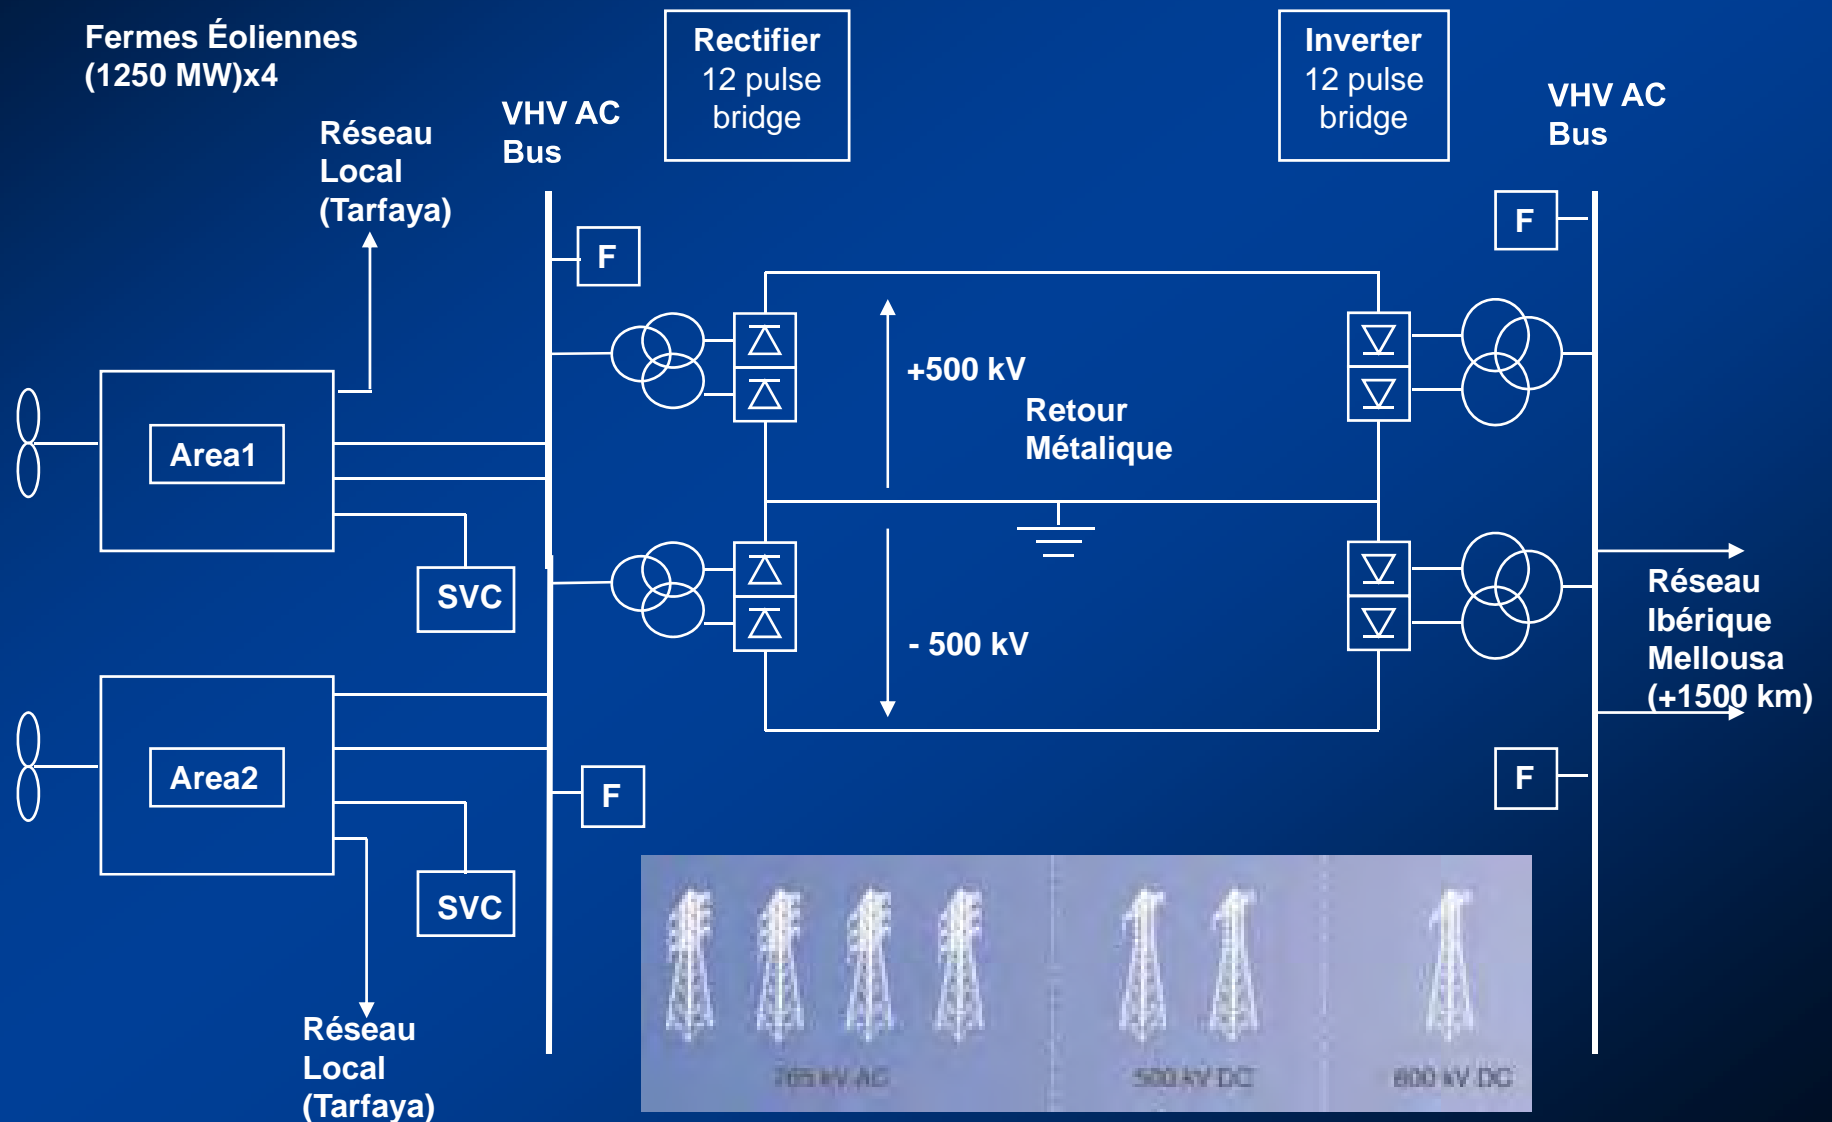 Fermes Éoliennes
(1250 MW)x4
Rectifier
12 pulse
bridge
Inverter
12 pulse
bridge
VHV AC
Bus
VHV AC
Bus
Réseau
Local
(Tarfaya)
F
F
+500 kV
Retour
Métalique
Area1
SVC
- 500 kV
Réseau
Ibérique
Mellousa
(+1500 km)
Area2
F
F
SVC
Réseau
Local
(Tarfaya)
765 kV AC
500 kV DC
800 kV DC